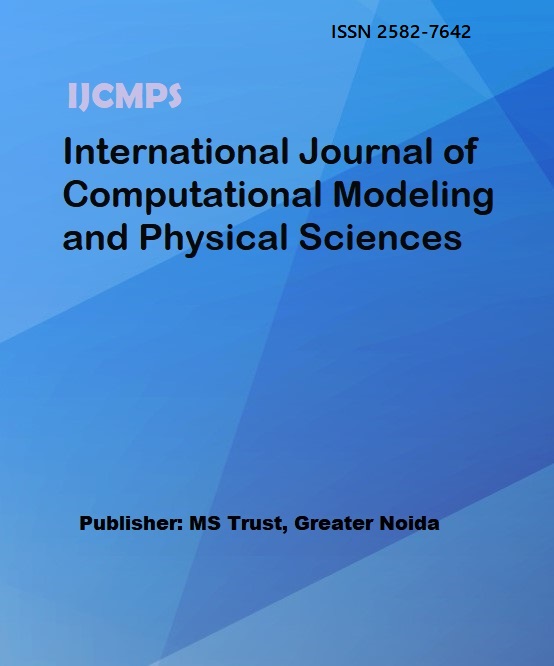 ISSN 2582-7642
IJCMPS
International Journal of
Computational Modeling
and Physical Sciences
Publisher: MS Trust, Greater Noida